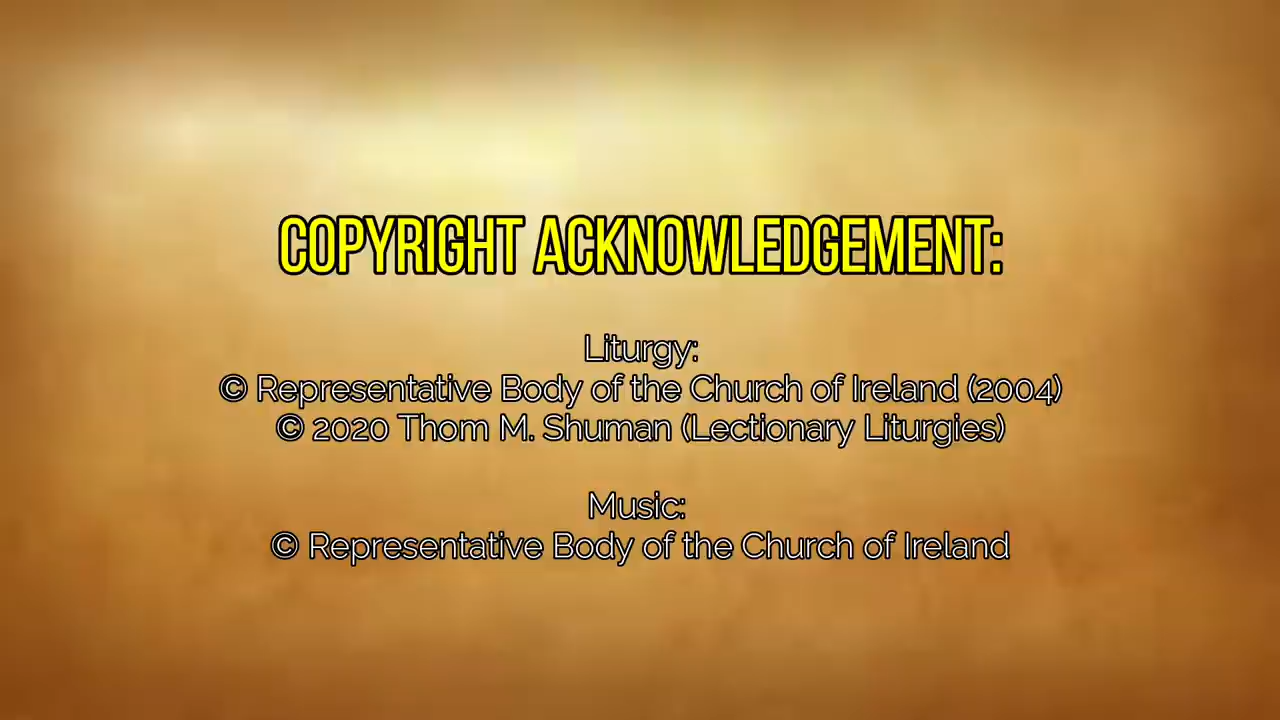 COPYRIGHT ACKNOWLEDGEMENT:
Liturgy:
© Representative Body of the Church of Ireland (2004)
© 2020 Thom M. Shuman (Lectionary Liturgies)
Music:
© Representative Body of the Church of Ireland